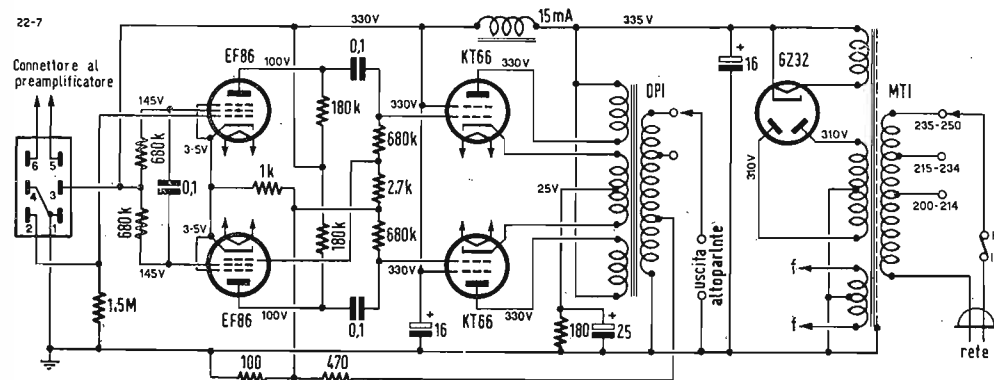 22-7
Connettore al
preamplificatore
6
5
4
3
2
1
145V
680k
680k
0,1
145V
1.5M
EF86
100V
3-5V
3-5V
1k
EF86
100V
180k
180k
0,1
0,1
330V
680k
2.7k
680k
100
470
330V
330V
16
KT66
330V
KT66
330V
15mA
335V
25V
180
25
OPI
uscita
altoparlnte
16
GZ32
310V
310V
MTI
235-250
215-234
200-214
f
f
rete